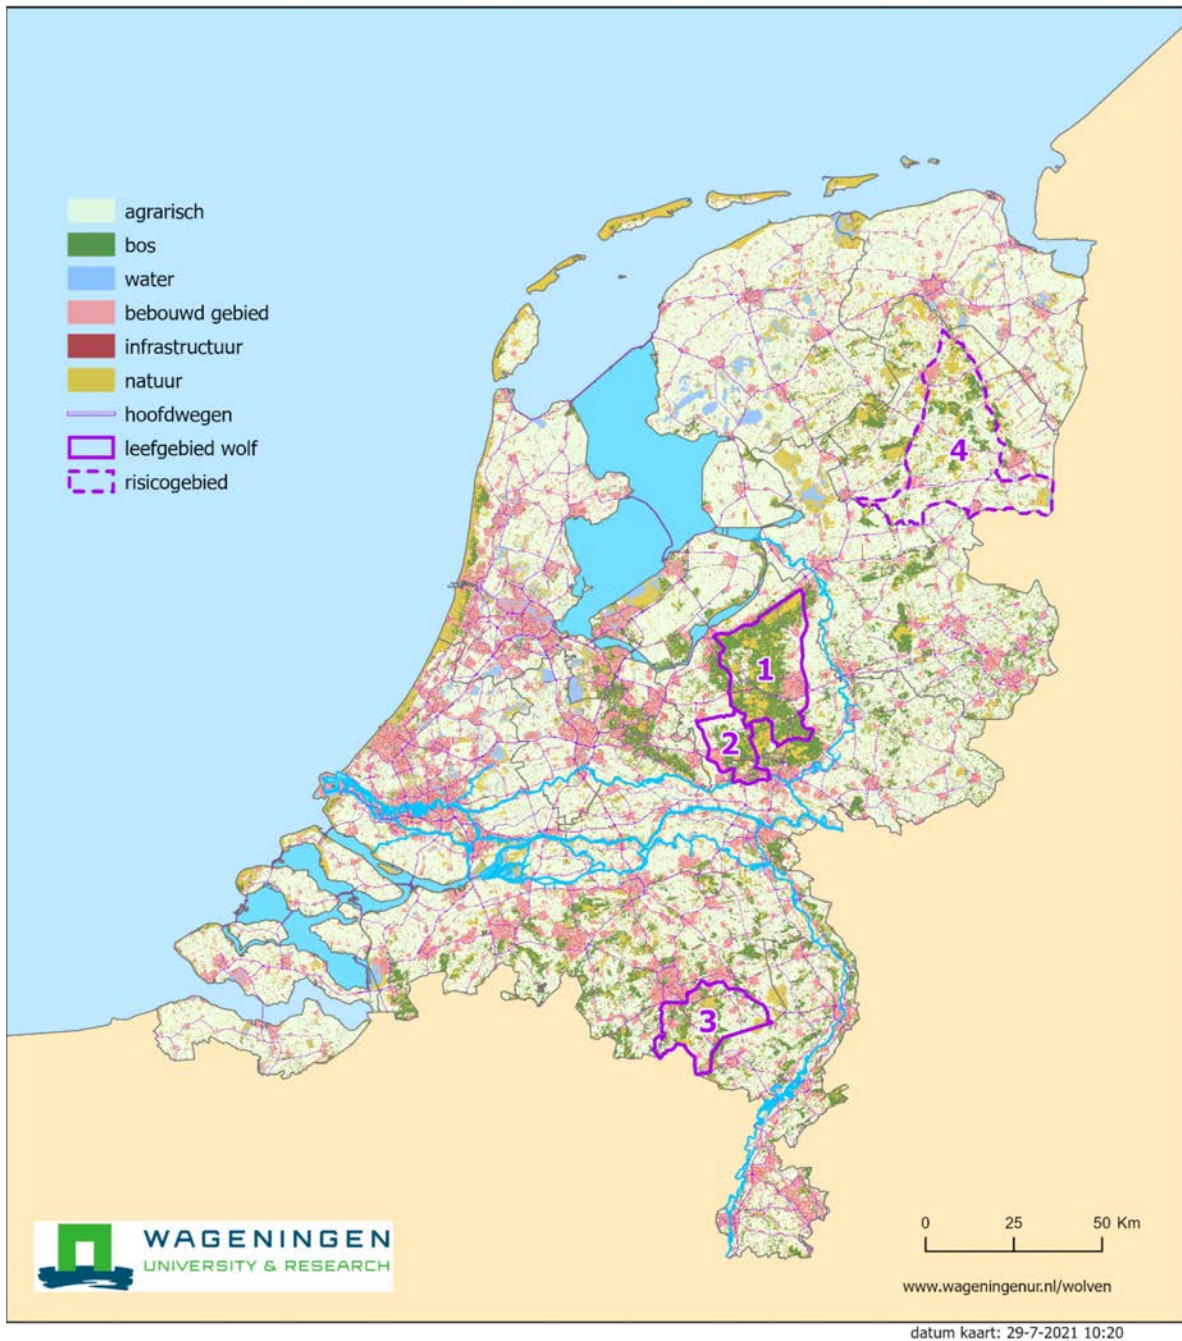 agrarisch
bos
water
bebouwd gebied
infrastructuur
natuur
hoofdwegen
leefgebied wolf
risicogebied
4
1
2
3
WAGENINGEN
UNIVERSITY & RESEARCH
0 25 50 Km
www.wageningenur.nl/wolven
datum kaart: 29-7-2021 10:20